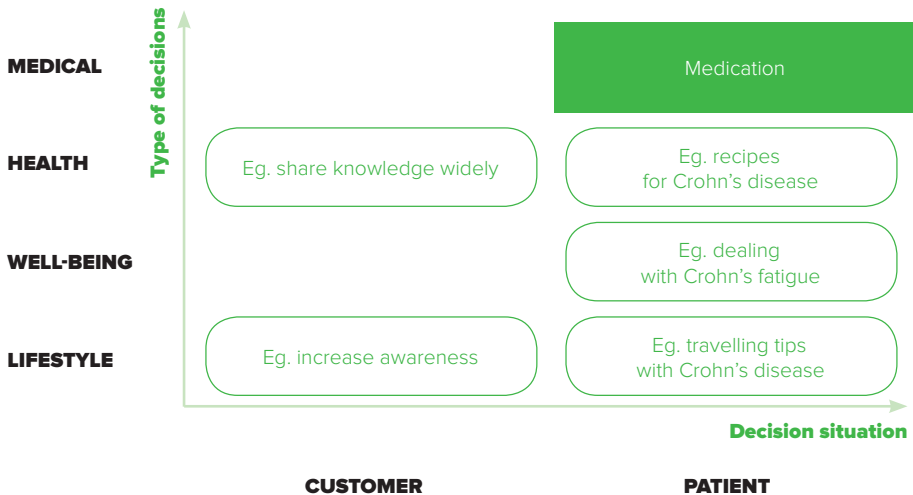 Type of decisions
MEDICAL
Medication
HEALTH
Eg. share knowledge widely
Eg. recipes
for Crohn’s disease
WELL-BEING
Eg. dealing
with Crohn’s fatigue
LIFESTYLE
Eg. increase awareness
Eg. travelling tips
with Crohn’s disease
Decision situation
CUSTOMER
PATIENT